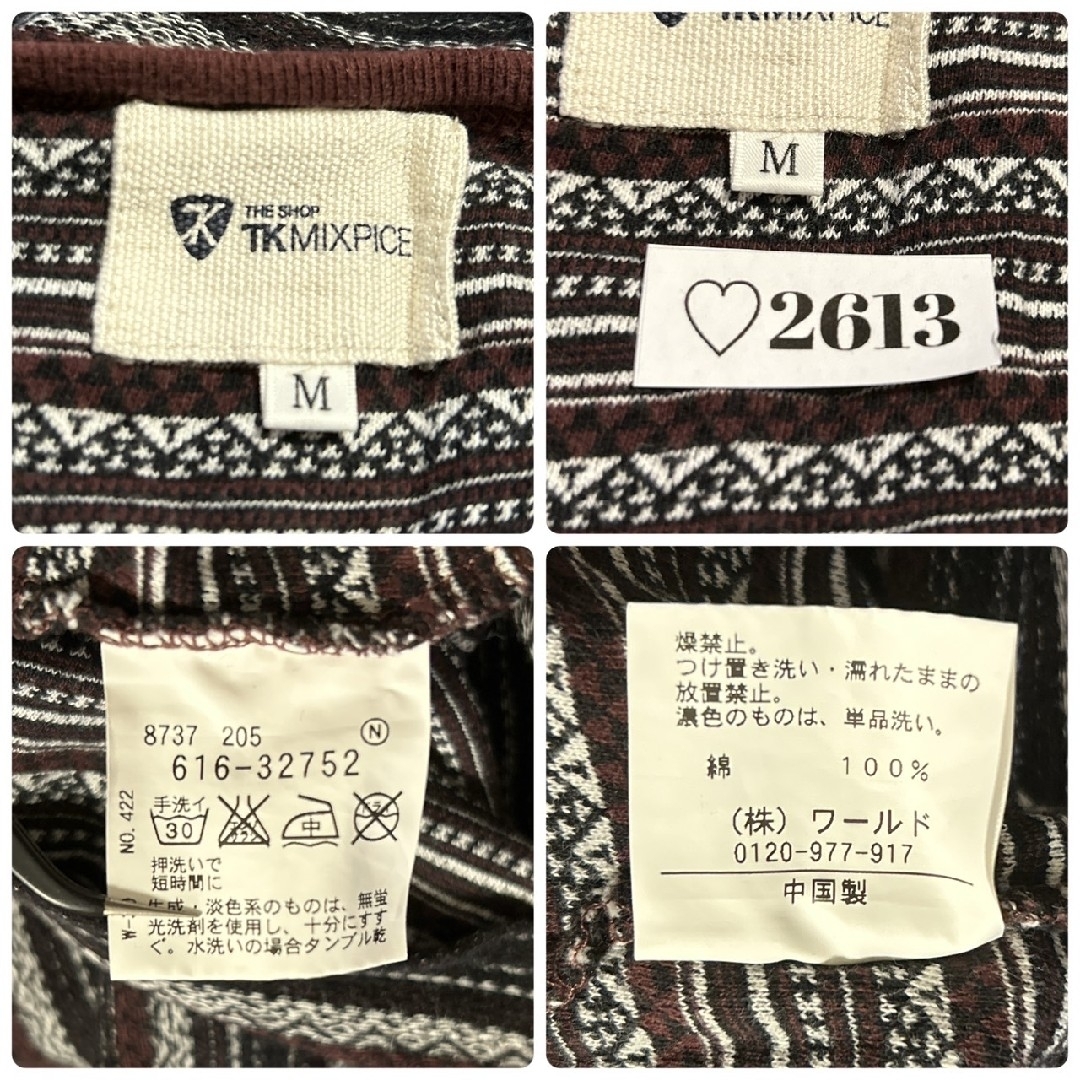 THE SHOP
TKMIXPICE
M
TKMIXPICE
M
♡2613
8737 205 Ⓝ
616-32752
NO. 422
手洗イ
30
中
押洗いで
短時間に
生成・淡色系のものは、無蛍
光洗剤を使用し、十分にすす
ぐ。水洗いの場合タンブル乾
燥禁止。
つけ置き洗い・濡れたままの
放置禁止。
濃色のものは、単品洗い。
綿 100%
(株) ワールド
0120-977-917
中国製